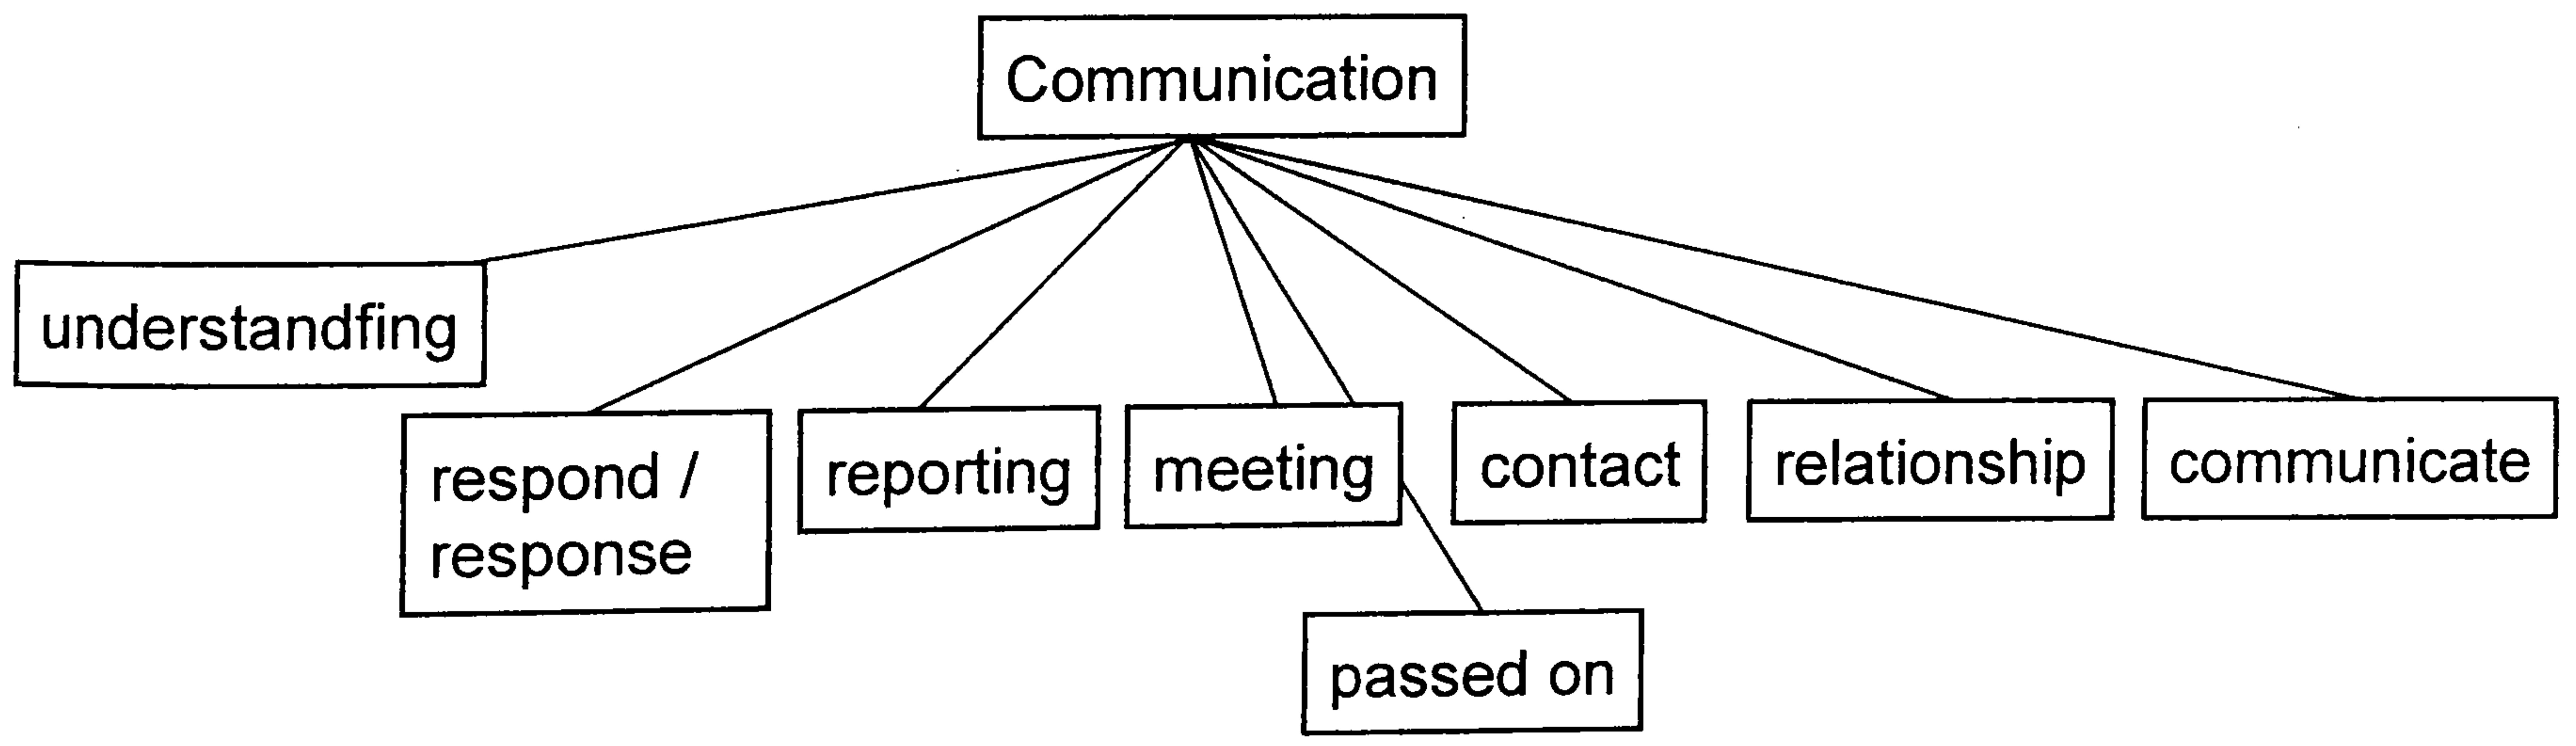 Communication
understandfing
respond /
response
reporting
meeting
contact
relationship
communicate
passed on